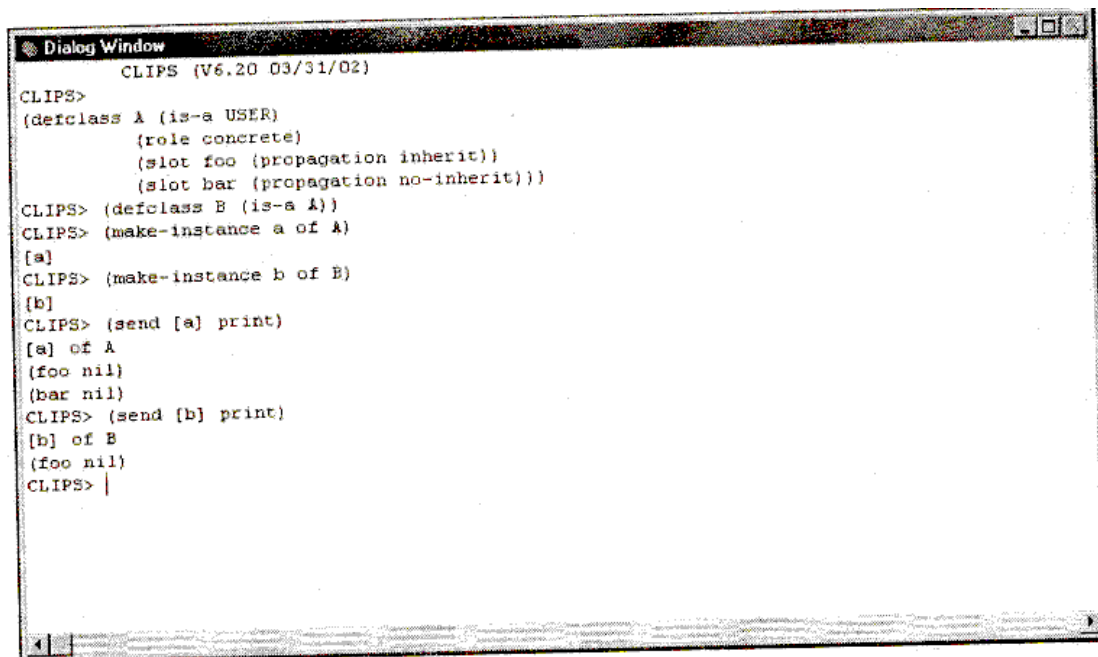 Dialog Window
CLIPS (V6.20 03/31/02)
CLIPS>
(defclass A (is-a USER)
(role concrete)
(slot foo (propagation inherit))
(slot bar (propagation no-inherit)))
CLIPS> (defclass B (is-a A))
CLIPS> (make-instance a of A)
[a]
CLIPS> (make-instance b of B)
[b]
CLIPS> (send [a] print)
[a] of A
(foo nil)
(bar nil)
CLIPS> (send [b] print)
[b] of B
(foo nil)
CLIPS>